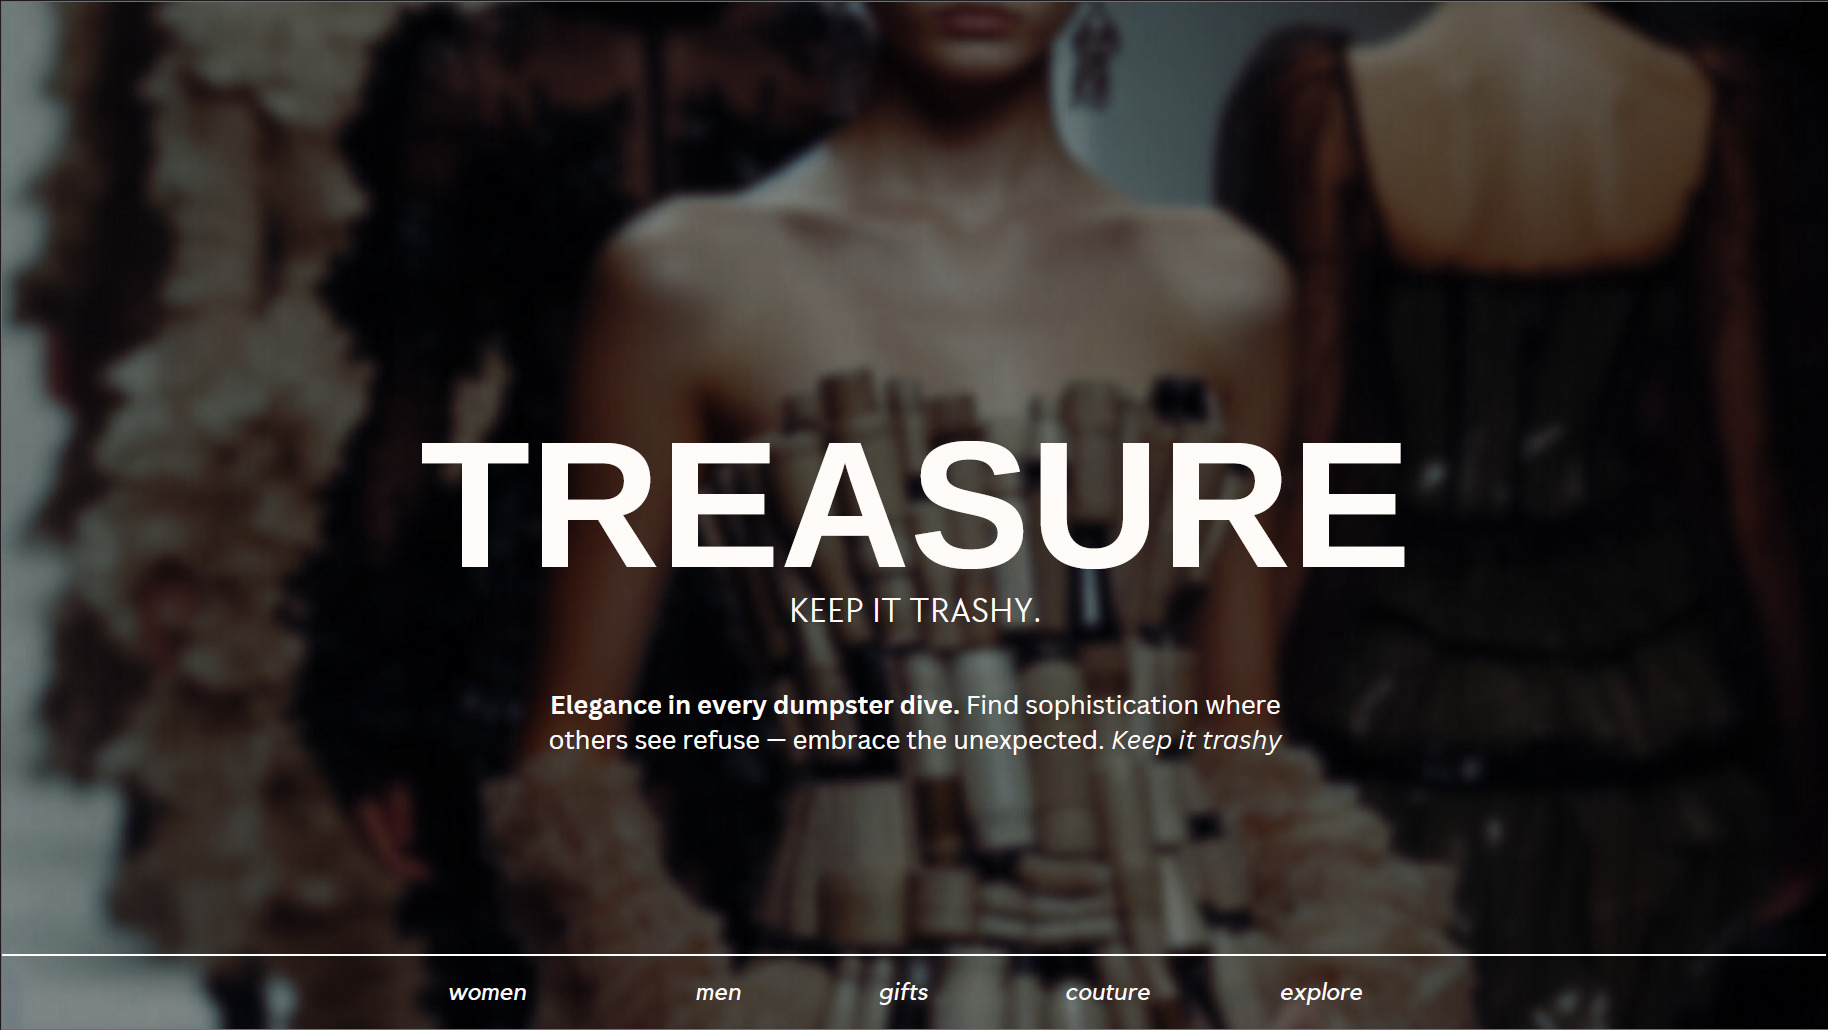 TREASURE
KEEP IT TRASHY.
Elegance in every dumpster dive. Find sophistication where
others see refuse — embrace the unexpected. Keep it trashy
women men gifts couture explore